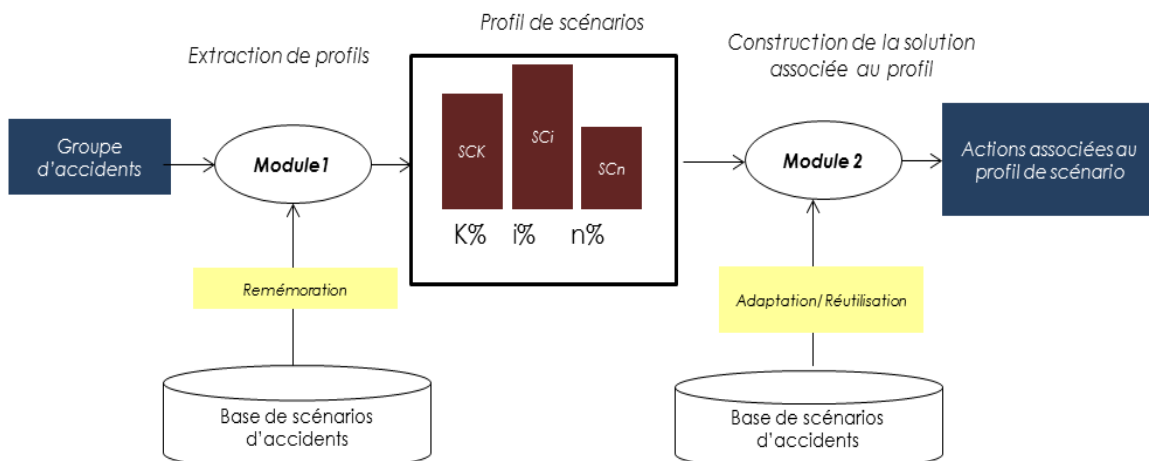 Profil de scénarios
Extraction de profils
Construction de la solution
associée au profil
Groupe
d'accidents
Module1
SCK
SCi
SCn
K% i% n%
Module 2
Actions associées au
profil de scénario
Remémoration
Adaptation/ Réutilisation
Base de scénarios
d'accidents
Base de scénarios
d'accidents